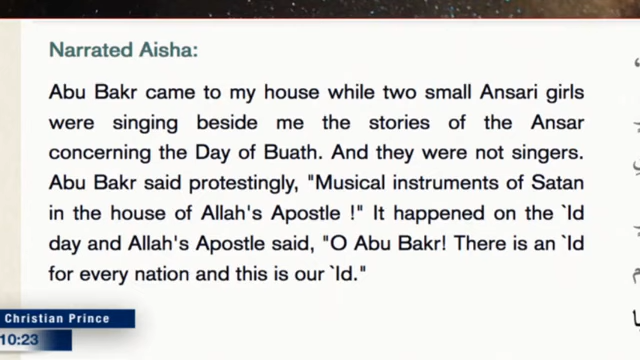 Narrated Aisha:
Abu Bakr came to my house while two small Ansari girls
were singing beside me the stories of the Ansar
concerning the Day of Buath. And they were not singers.
Abu Bakr said protestingly, "Musical instruments of Satan
in the house of Allah's Apostle !" It happened on the `Id
day and Allah's Apostle said, "O Abu Bakr! There is an `Id
for every nation and this is our `Id."
Christian Prince
10:23